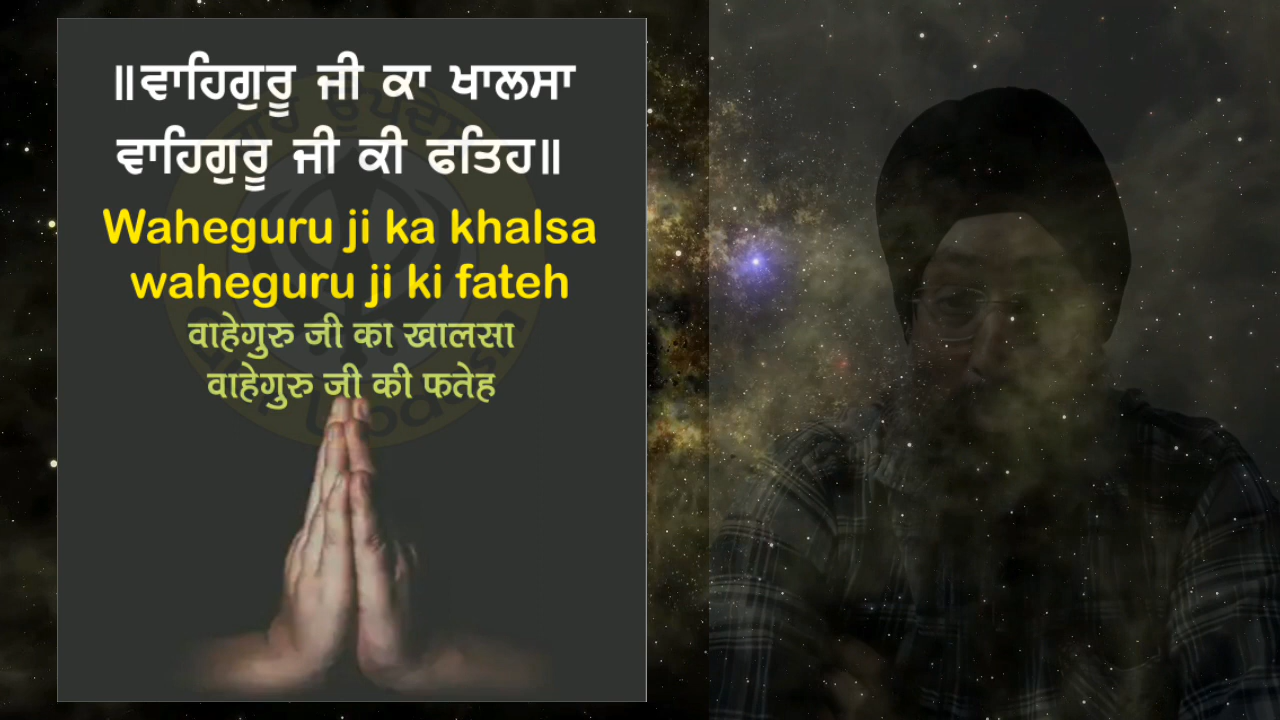 ॥ਵਾਹਿਗੁਰੂ ਜੀ ਕਾ ਖਾਲਸਾ
ਵਾਹਿਗੁਰੂ ਜੀ ਕੀ ਫਤਿਹ॥
Waheguru ji ka khalsa
waheguru ji ki fateh
वाहेगुरु जी का खालसा
वाहेगुरु जी की फतेह